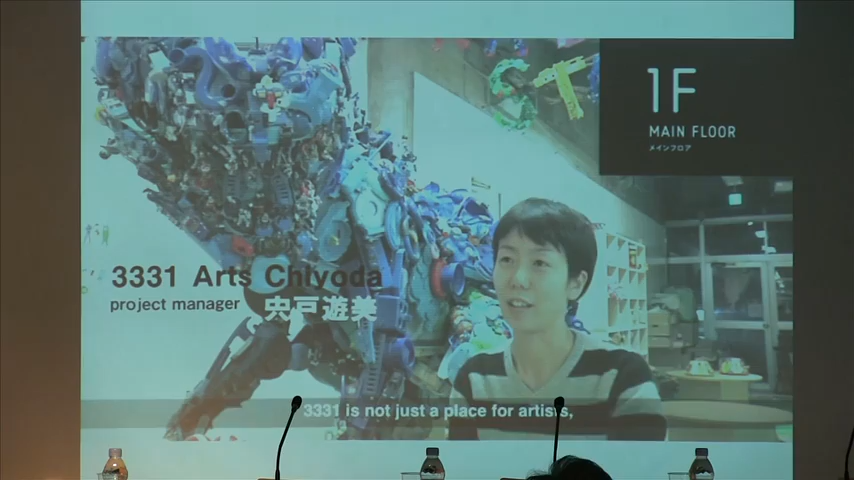 1F
MAIN FLOOR
メインフロア
3331 Arts Chiyoda
project manager 宍戸遊美
3331 is not just a place for artists,